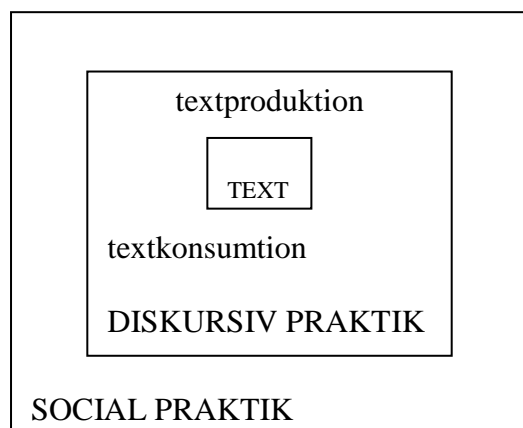 textproduktion
TEXT
textkonsumtion
DISKURSIV PRAKTIK
SOCIAL PRAKTIK